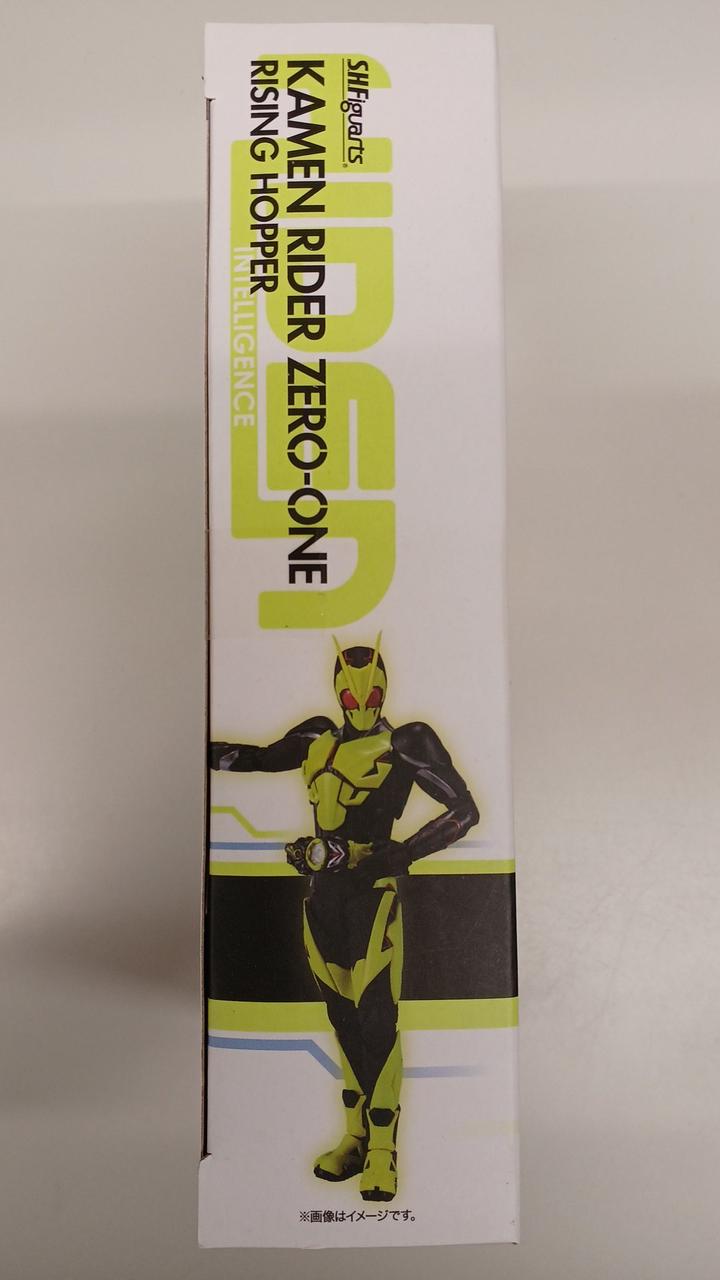 S.H.Figuarts®
KAMEN RIDER ZERO-ONE
RISING HOPPER
INTELLIGENCE
※画像はイメージです。